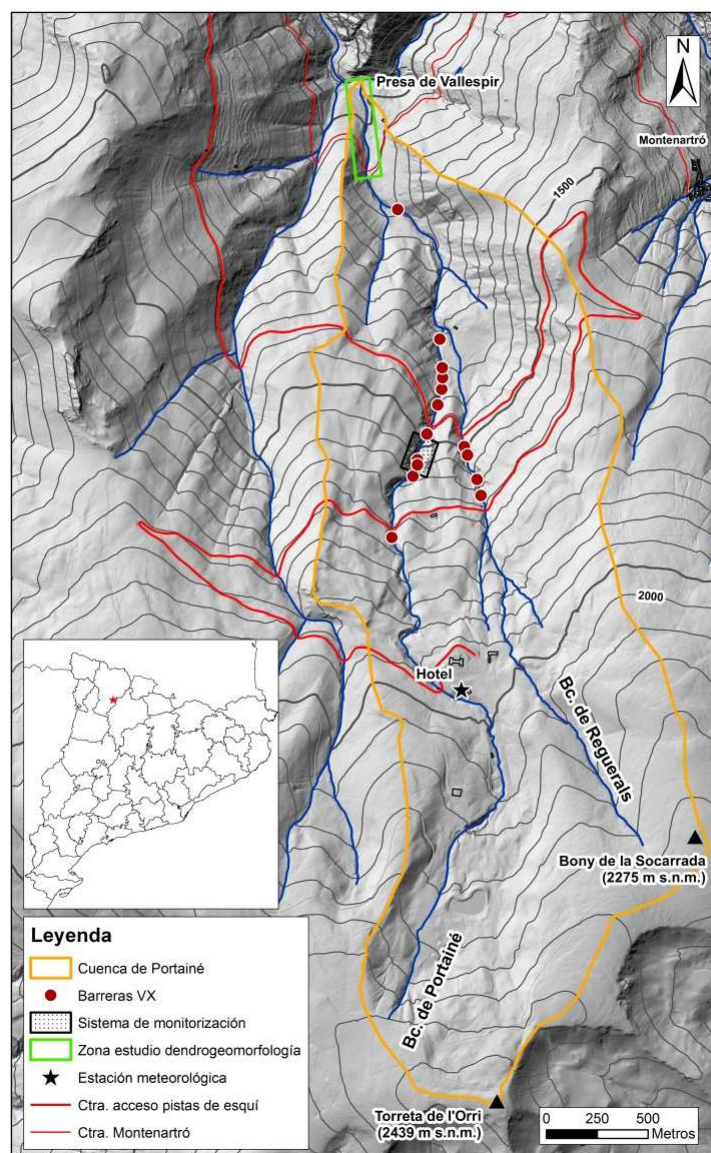 Presa de Vallespir
N
Montenartró
1500
2000
Hotel
Bc. de Reguerals
Bony de la Socarrada
(2275 m s.n.m.)
Bc. de Portainé
Torreta de l'Orri
(2439 m s.n.m.)
Leyenda
Cuenca de Portainé
Barreras VX
Sistema de monitorización
Zona estudio dendrogeomorfología
Estación meteorológica
Ctra. acceso pistas de esquí
Ctra. Montenartró
0 250 500
Metros